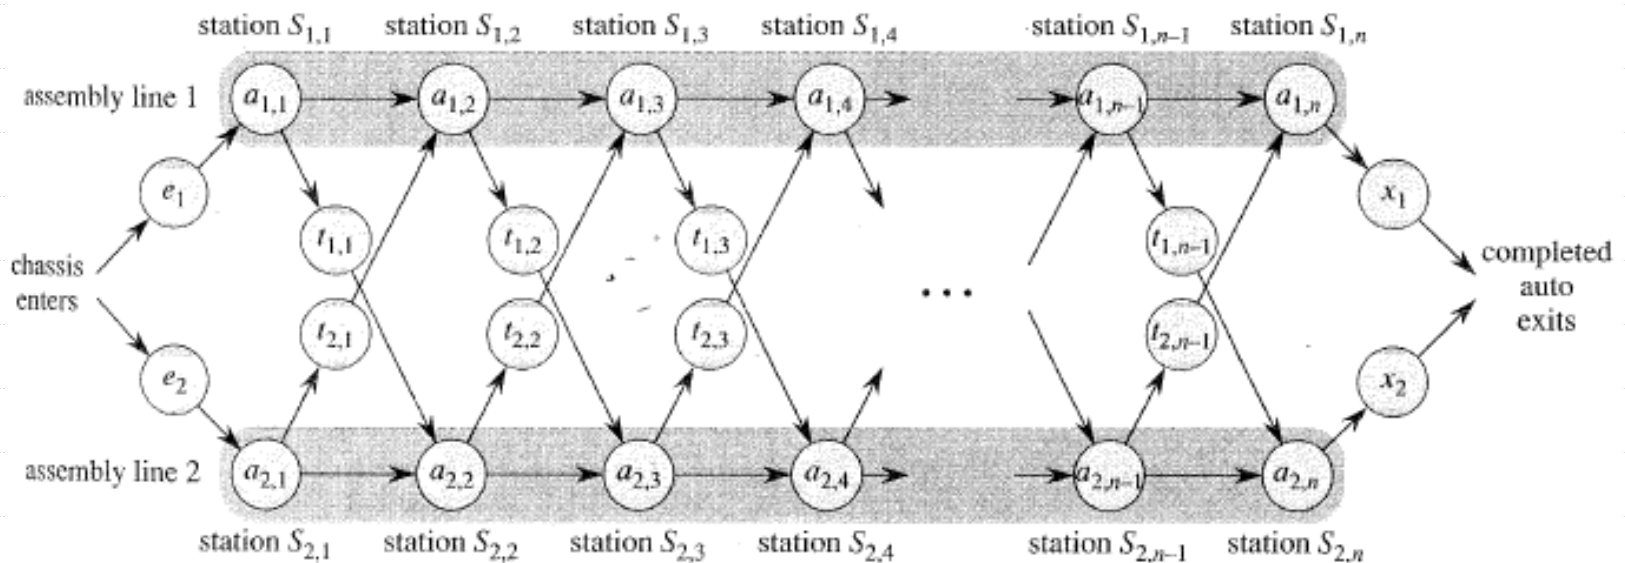 station S1,1 station S1,2 station S1,3 station S1,4 station S1,n–1 station S1,n
assembly line 1 a1,1 a1,2 a1,3 a1,4 a1,n–1 a1,n
e1 x1
t1,1 t1,2 t1,3 t1,n–1
chassis
enters
completed
auto
exits
...
t2,1 t2,2 t2,3 t2,n–1
e2 x2
assembly line 2 a2,1 a2,2 a2,3 a2,4 a2,n–1 a2,n
station S2,1 station S2,2 station S2,3 station S2,4 station S2,n–1 station S2,n